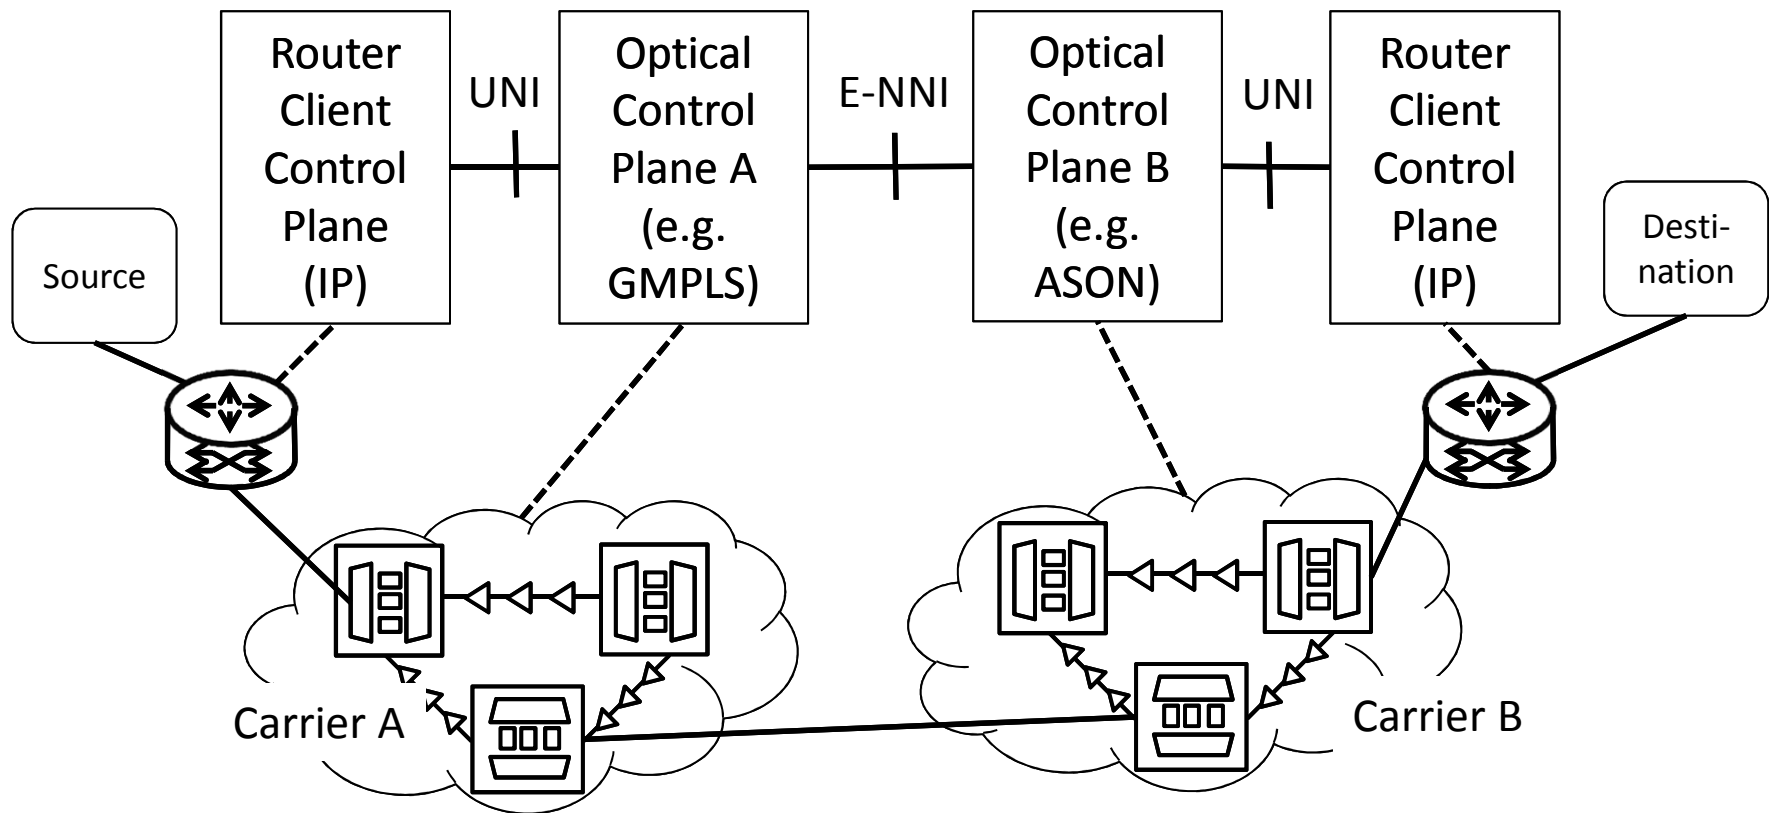 Router
Client
Control
Plane
(IP)
UNI
Optical
Control
Plane A
(e.g.
GMPLS)
E-NNI
Optical
Control
Plane B
(e.g.
ASON)
UNI
Router
Client
Control
Plane
(IP)
Source
Desti-
nation
Carrier A
Carrier B